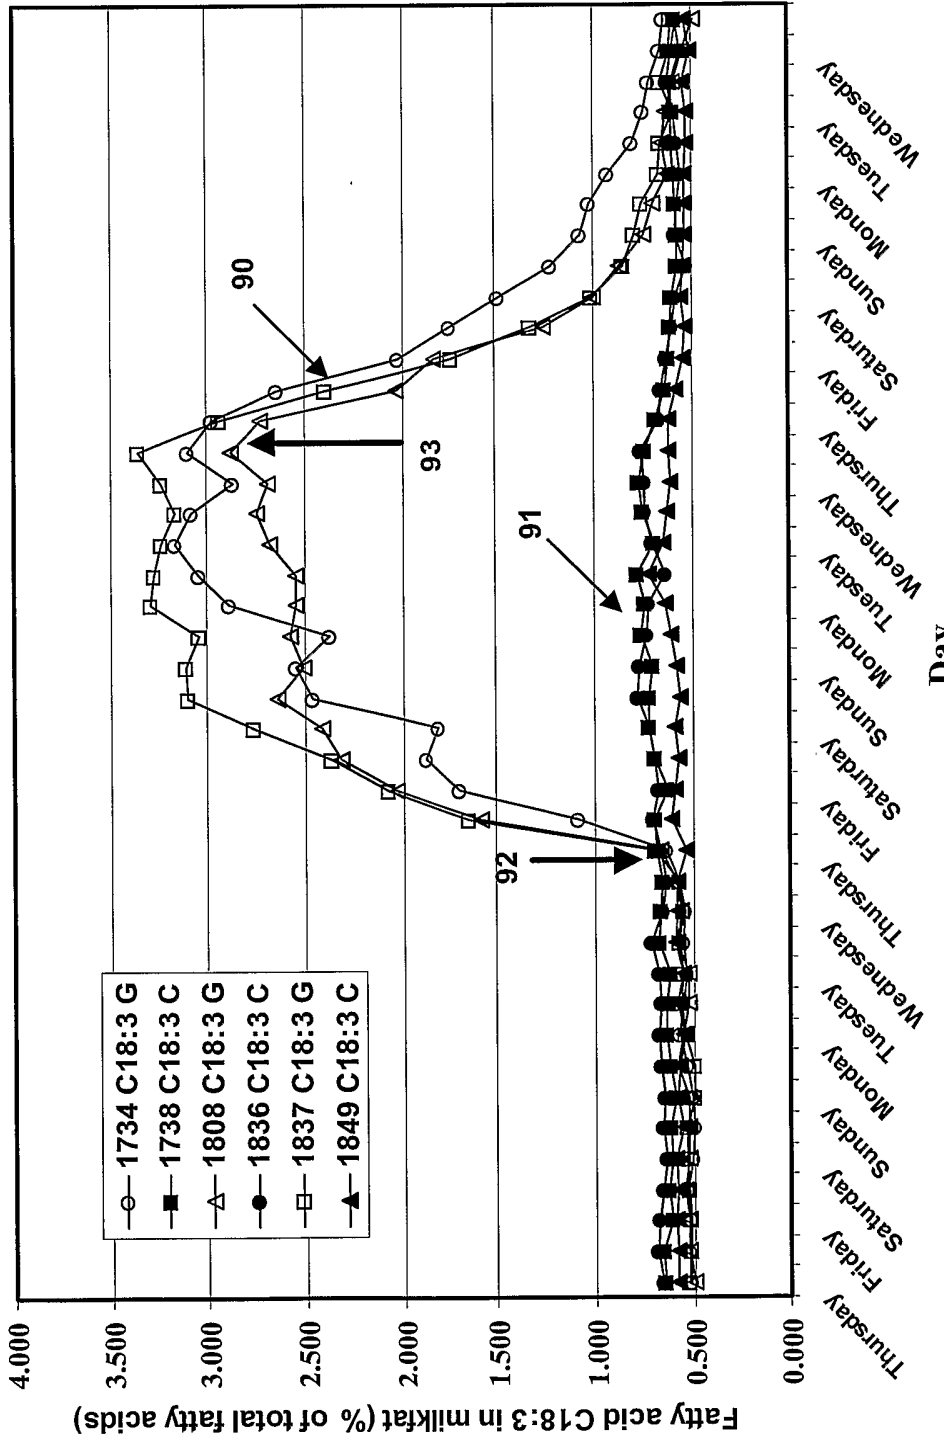 Fatty acid C18:3 in milkfat (% of total fatty acids)
4.000
3.500
3.000
2.500
2.000
1.500
1.000
0.500
0.000
1734 C18:3 G
1738 C18:3 C
1808 C18:3 G
1836 C18:3 C
1837 C18:3 G
1849 C18:3 C
90
93
91
92
Thursday
Friday
Saturday
Sunday
Monday
Tuesday
Wednesday
Thursday
Friday
Saturday
Sunday
Monday
Tuesday
Wednesday
Thursday
Friday
Saturday
Sunday
Monday
Tuesday
Wednesday
Day